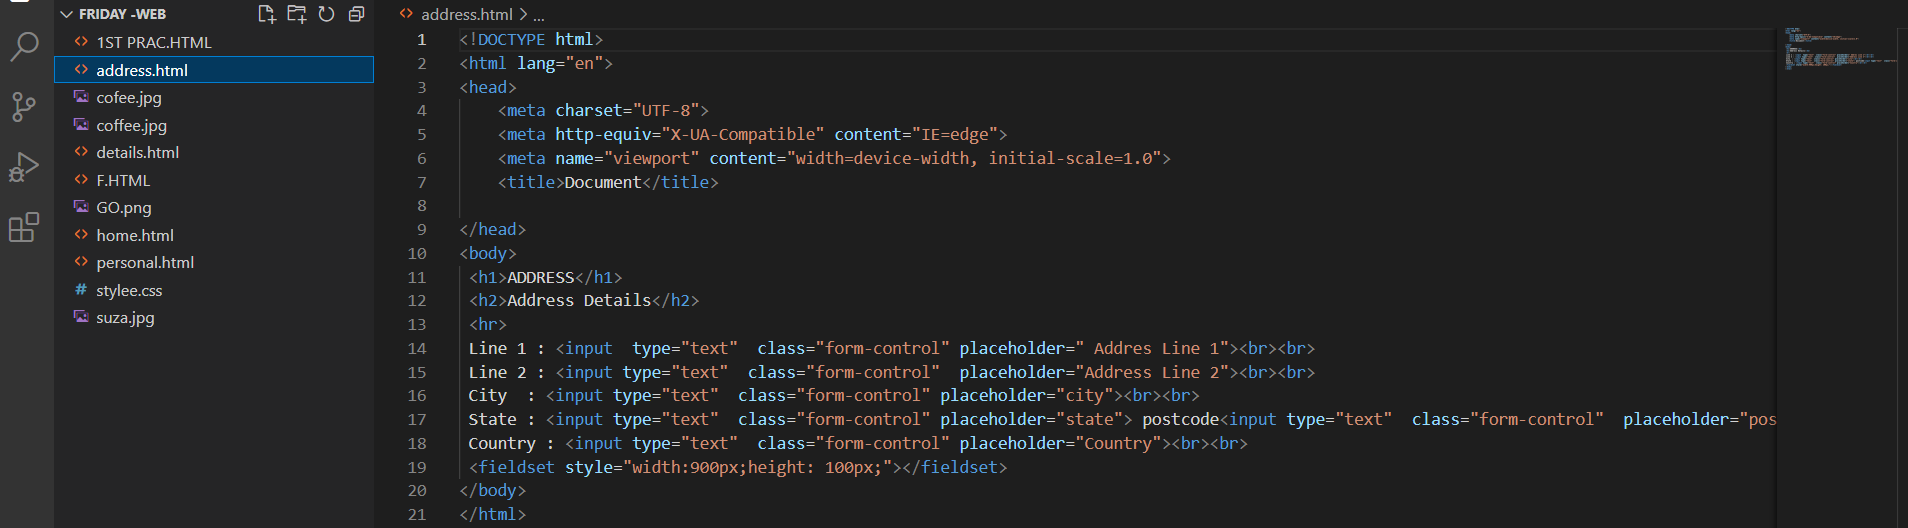 FRIDAY -WEB
1ST PRAC.HTML
address.html
cofee.jpg
coffee.jpg
details.html
F.HTML
GO.png
home.html
personal.html
stylee.css
suza.jpg
address.html > ...
1 <!DOCTYPE html>
2 <html lang="en">
3 <head>
4     <meta charset="UTF-8">
5     <meta http-equiv="X-UA-Compatible" content="IE=edge">
6     <meta name="viewport" content="width=device-width, initial-scale=1.0">
7     <title>Document</title>
8
9 </head>
10 <body>
11  <h1>ADDRESS</h1>
12  <h2>Address Details</h2>
13  <hr>
14  Line 1 : <input  type="text"  class="form-control" placeholder=" Addres Line 1"><br><br>
15  Line 2 : <input type="text"  class="form-control"  placeholder="Address Line 2"><br><br>
16  City  : <input type="text"  class="form-control" placeholder="city"><br><br>
17  State : <input type="text"  class="form-control" placeholder="state"> postcode<input type="text"  class="form-control"  placeholder="pos
18  Country : <input type="text"  class="form-control" placeholder="Country"><br><br>
19  <fieldset style="width:900px;height: 100px;"></fieldset>
20 </body>
21 </html>